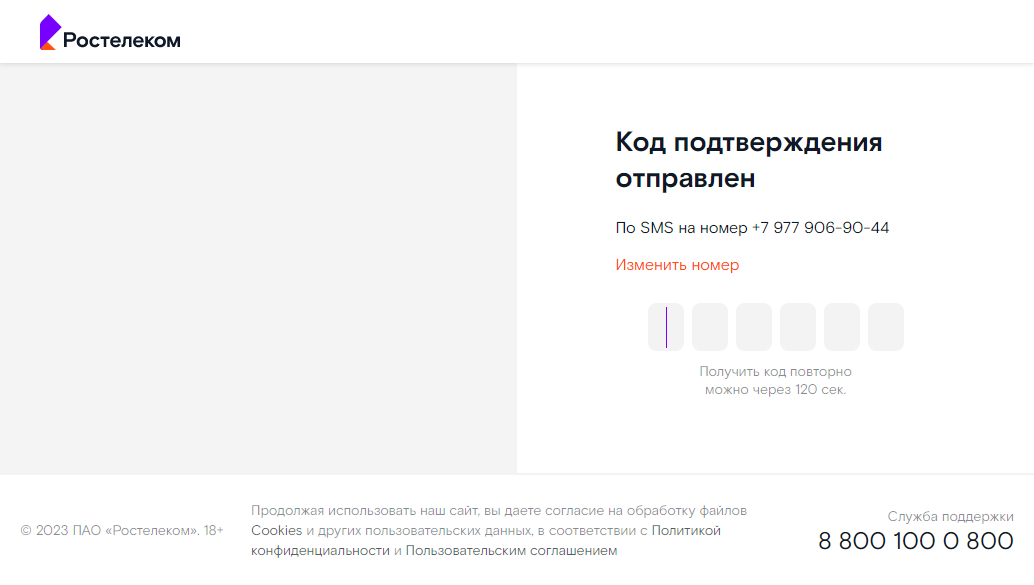 Ростелеком
Код подтверждения
отправлен
По SMS на номер +7 977 906-90-44
Изменить номер
Получить код повторно
можно через 120 сек.
© 2023 ПАО «Ростелеком». 18+
Продолжая использовать наш сайт, вы даете согласие на обработку файлов
Cookies и других пользовательских данных, в соответствии с Политикой
конфиденциальности и Пользовательским соглашением
Служба поддержки
8 800 100 0 800